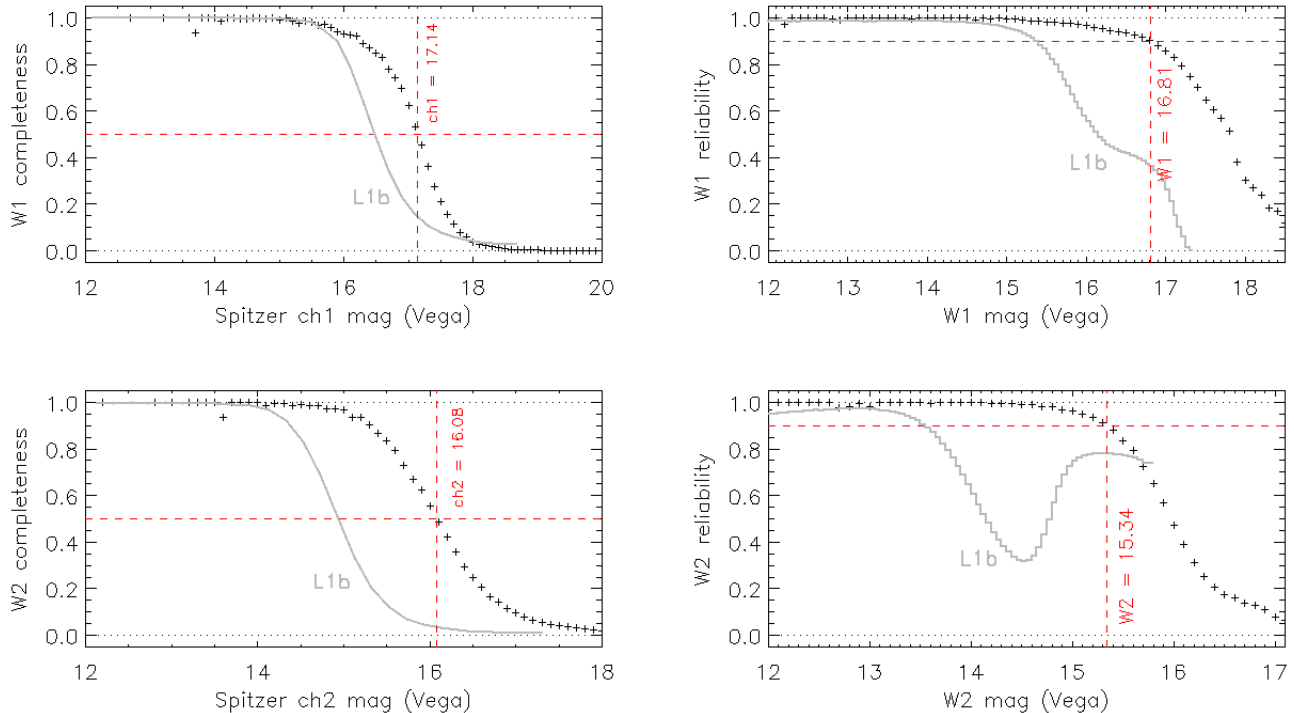 W1 completeness
1.0
0.8
0.6
0.4
0.2
0.0
ch1 = 17.14
L1b
12 14 16 18 20
Spitzer ch1 mag (Vega)
W1 reliability
1.0
0.8
0.6
0.4
0.2
0.0
W1 = 16.81
L1b
12 13 14 15 16 17 18
W1 mag (Vega)
W2 completeness
1.0
0.8
0.6
0.4
0.2
0.0
ch2 = 16.08
L1b
12 14 16 18
Spitzer ch2 mag (Vega)
W2 reliability
1.0
0.8
0.6
0.4
0.2
0.0
W2 = 15.34
L1b
12 13 14 15 16 17
W2 mag (Vega)